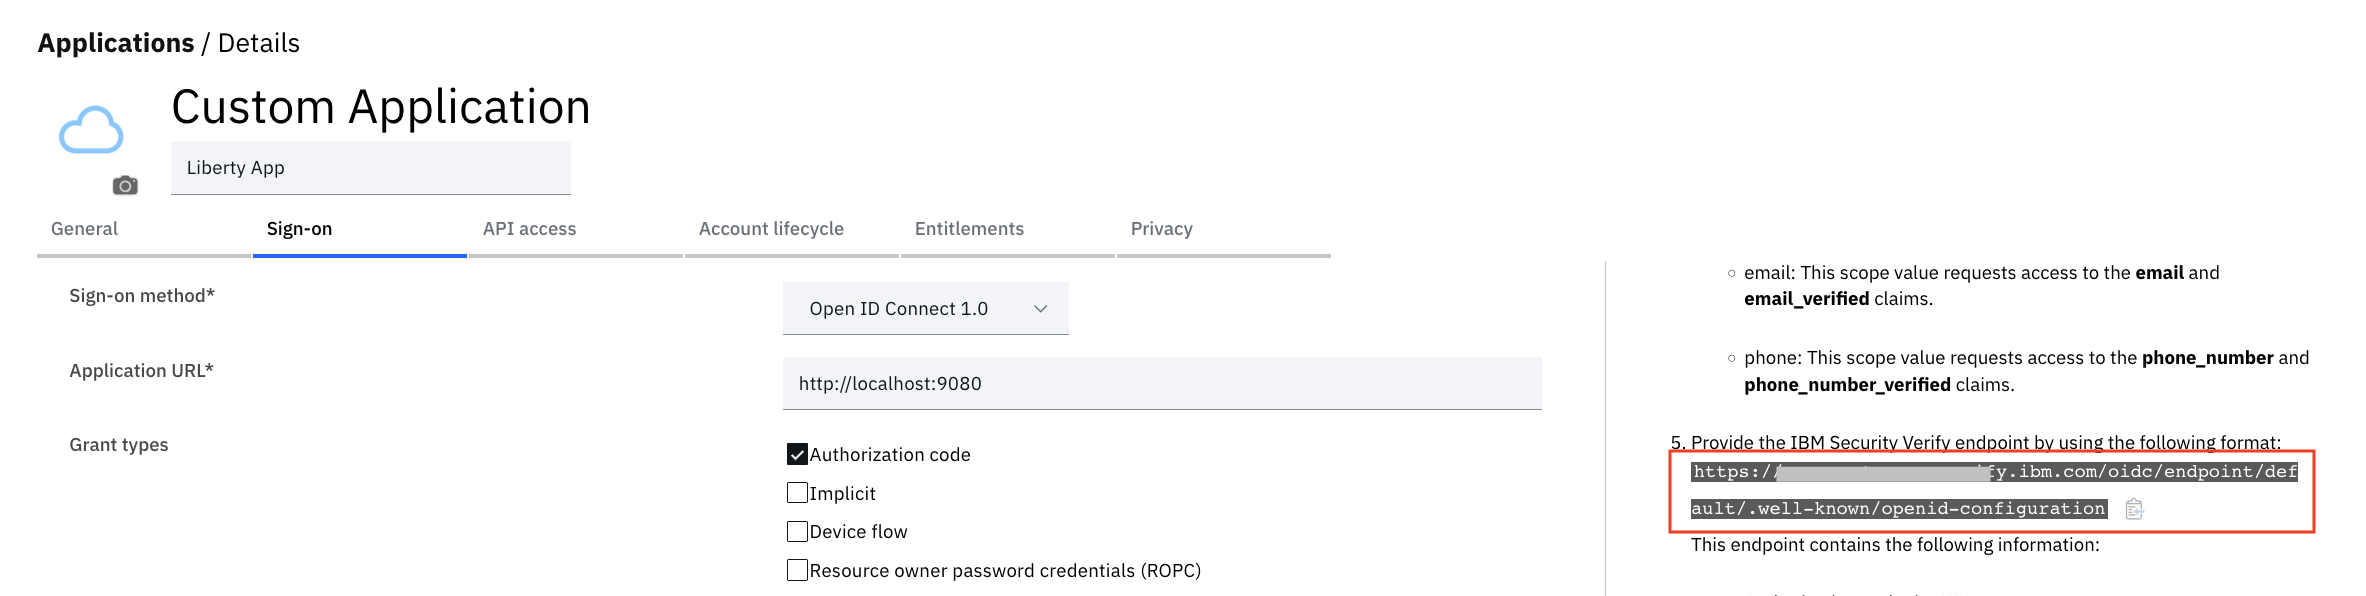 Applications / Details
Custom Application
Liberty App
General
Sign-on
API access
Account lifecycle
Entitlements
Privacy
Sign-on method*
Open ID Connect 1.0
Application URL*
http://localhost:9080
Grant types
Authorization code
Implicit
Device flow
Resource owner password credentials (ROPC)
email: This scope value requests access to the email and
email_verified claims.
phone: This scope value requests access to the phone_number and
phone_number_verified claims.
5. Provide the IBM Security Verify endpoint by using the following format:
https:// fy.ibm.com/oidc/endpoint/def
ault/.well-known/openid-configuration
This endpoint contains the following information: